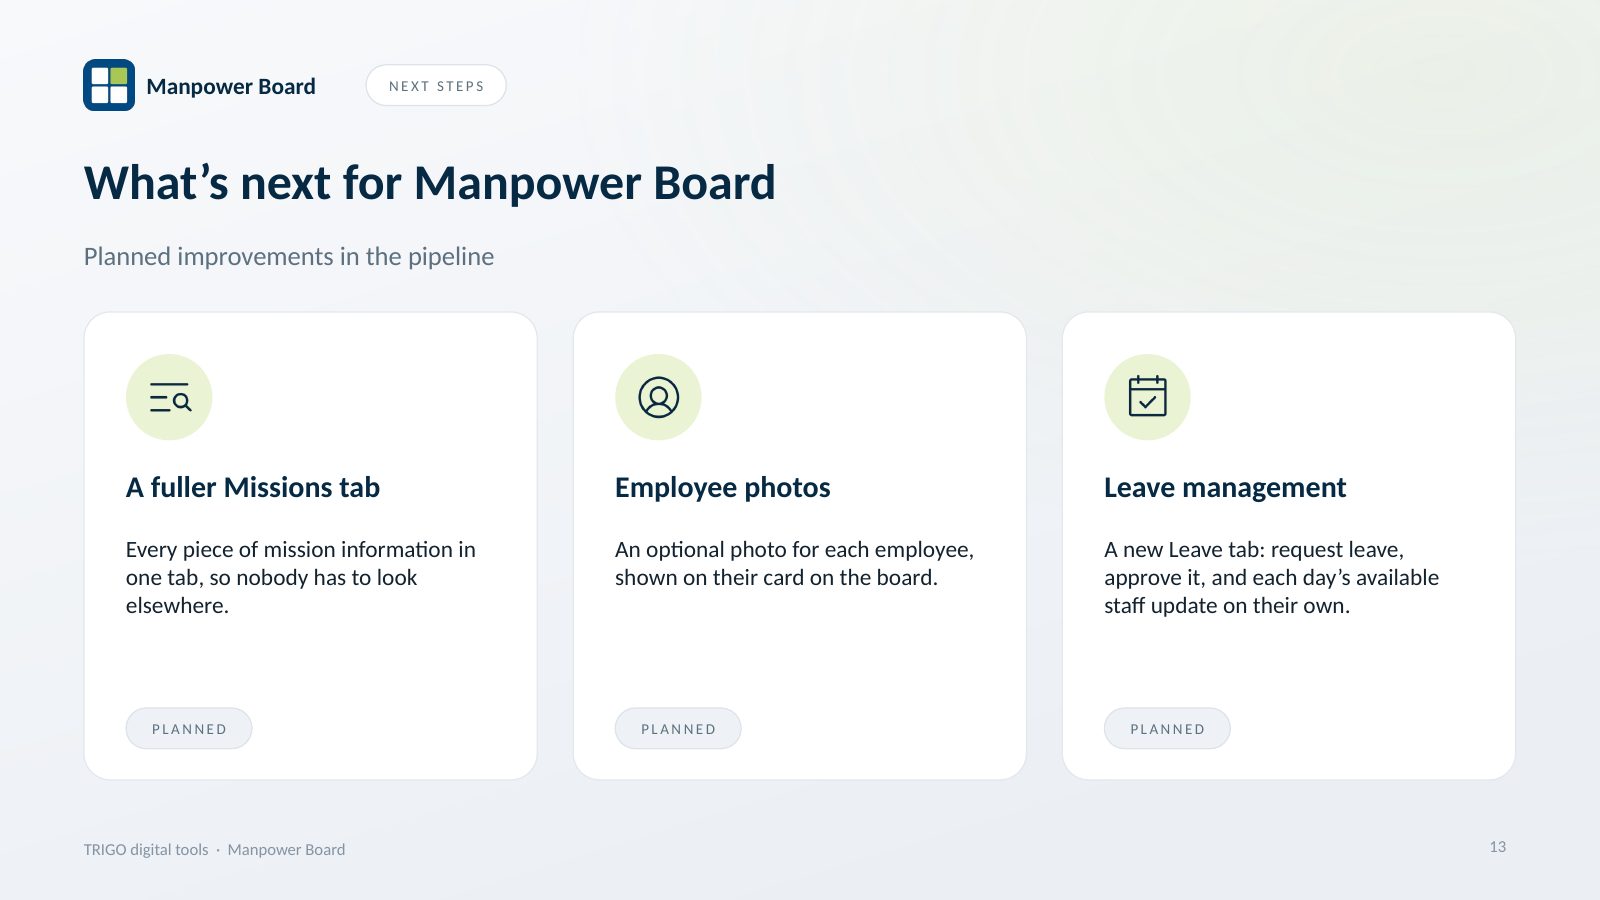 Manpower Board
NEXT STEPS
What’s next for Manpower Board
Planned improvements in the pipeline
A fuller Missions tab
Every piece of mission information in
one tab, so nobody has to look
elsewhere.
PLANNED
Employee photos
An optional photo for each employee,
shown on their card on the board.
PLANNED
Leave management
A new Leave tab: request leave,
approve it, and each day’s available
staff update on their own.
PLANNED
TRIGO digital tools · Manpower Board
13